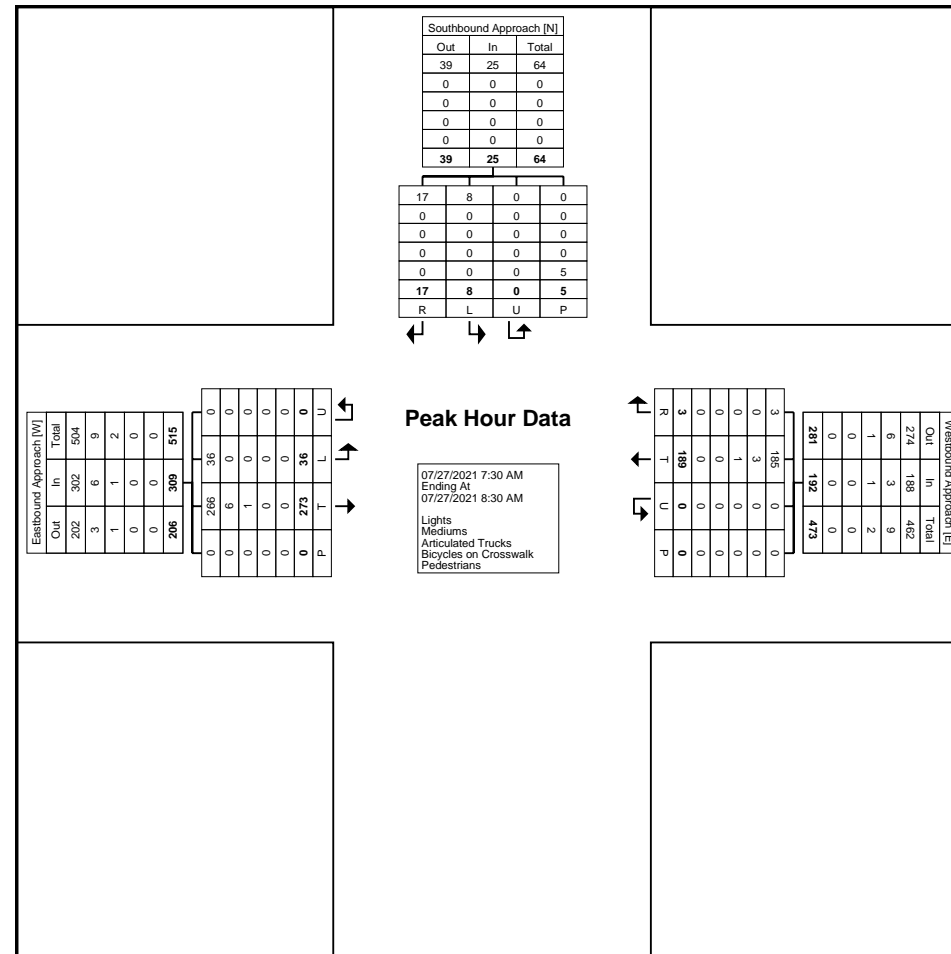 Southbound Approach [N]
Out In Total
39 25 64
0 0 0
0 0 0
0 0 0
0 0 0
39 25 64
17 8 0 0
0 0 0 0
0 0 0 0
0 0 0 0
0 0 0 5
17 8 0 5
R L U P
Eastbound Approach [W]
Total 504 9 2 0 0 515
In 302 6 1 0 0 309
Out 202 3 1 0 0 206
0 0 0 0 0 0 U
36 0 0 0 0 36 L
266 6 1 0 0 273 T
0 0 0 0 0 0 P
Peak Hour Data
07/27/2021 7:30 AM
Ending At
07/27/2021 8:30 AM
Lights
Mediums
Articulated Trucks
Bicycles on Crosswalk
Pedestrians
R 3 0 0 0 0 3
T 189 0 0 1 3 185
U 0 0 0 0 0 0
P 0 0 0 0 0 0
Westbound Approach [E]
281 0 0 1 6 274 Out
192 0 0 1 3 188 In
473 0 0 2 9 462 Total